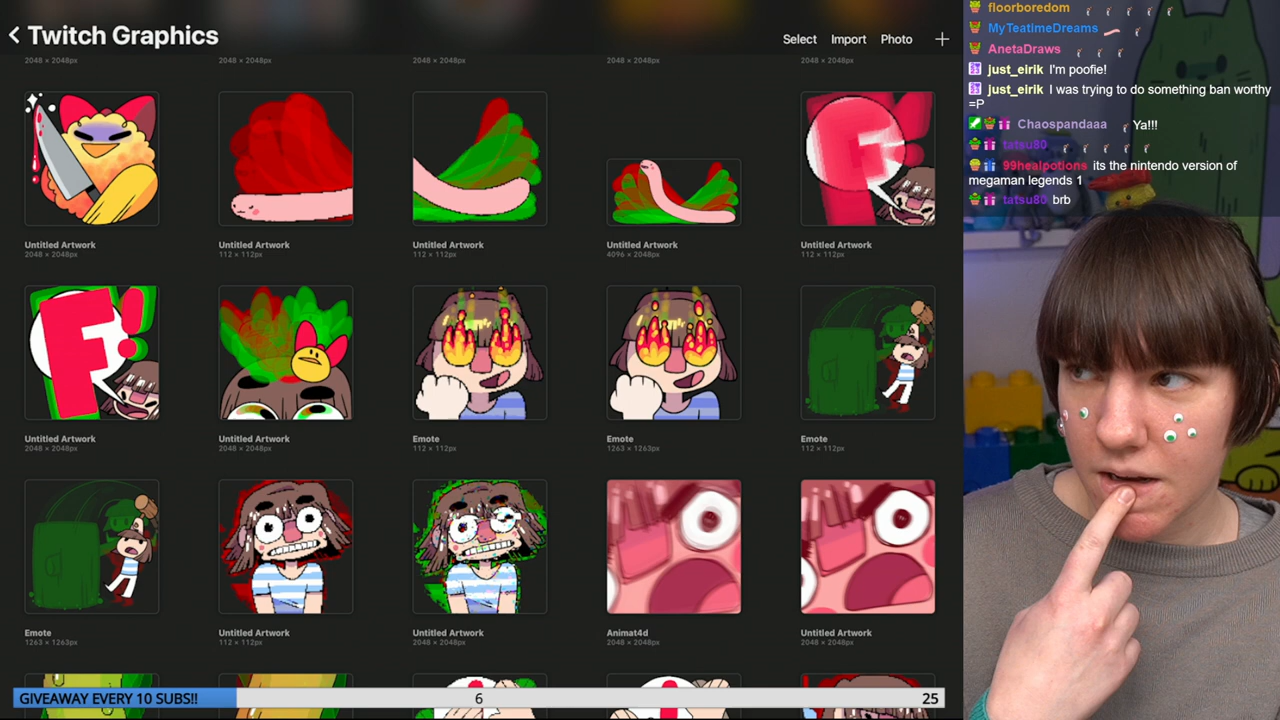 Twitch Graphics
Select Import Photo +
2048 × 2048px
2048 × 2048px
2048 × 2048px
2048 × 2048px
2048 × 2048px
F
Untitled Artwork
2048 × 2048px
Untitled Artwork
112 × 112px
Untitled Artwork
112 × 112px
Untitled Artwork
4096 × 2048px
Untitled Artwork
112 × 112px
F!
Untitled Artwork
2048 × 2048px
Untitled Artwork
2048 × 2048px
Emote
112 × 112px
Emote
1263 × 1263px
Emote
112 × 112px
Emote
1263 × 1263px
Untitled Artwork
112 × 112px
Untitled Artwork
2048 × 2048px
Animat4d
2048 × 2048px
Untitled Artwork
2048 × 2048px
GIVEAWAY EVERY 10 SUBS!! 6 25
floorboredom
MyTeatimeDreams
AnetaDraws
just_eirik I'm poofie!
just_eirik I was trying to do something ban worthy
=P
Chaospandaaa Ya!!!
tatsu80
99healpotions its the nintendo version of
megaman legends 1
tatsu80 brb